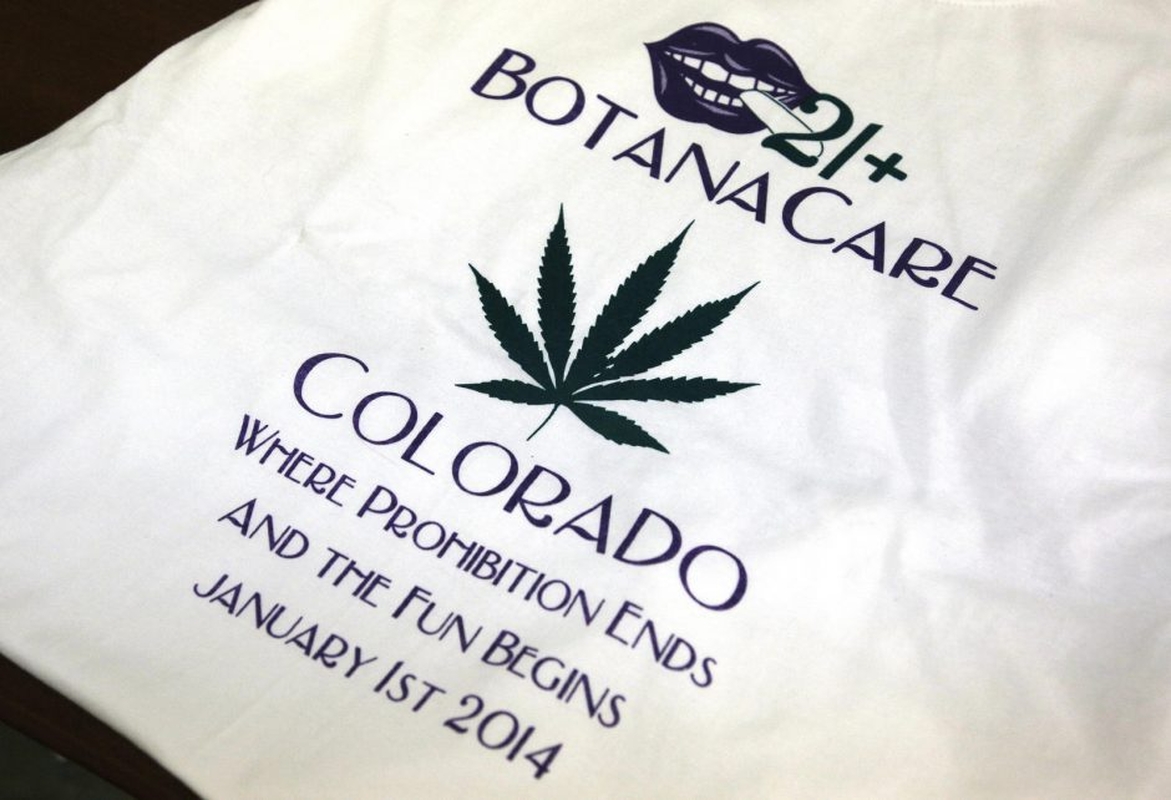 21+
BOTANACARE
COLORADO
WHERE PROHIBITION ENDS
AND THE FUN BEGINS
JANUARY 1ST 2014